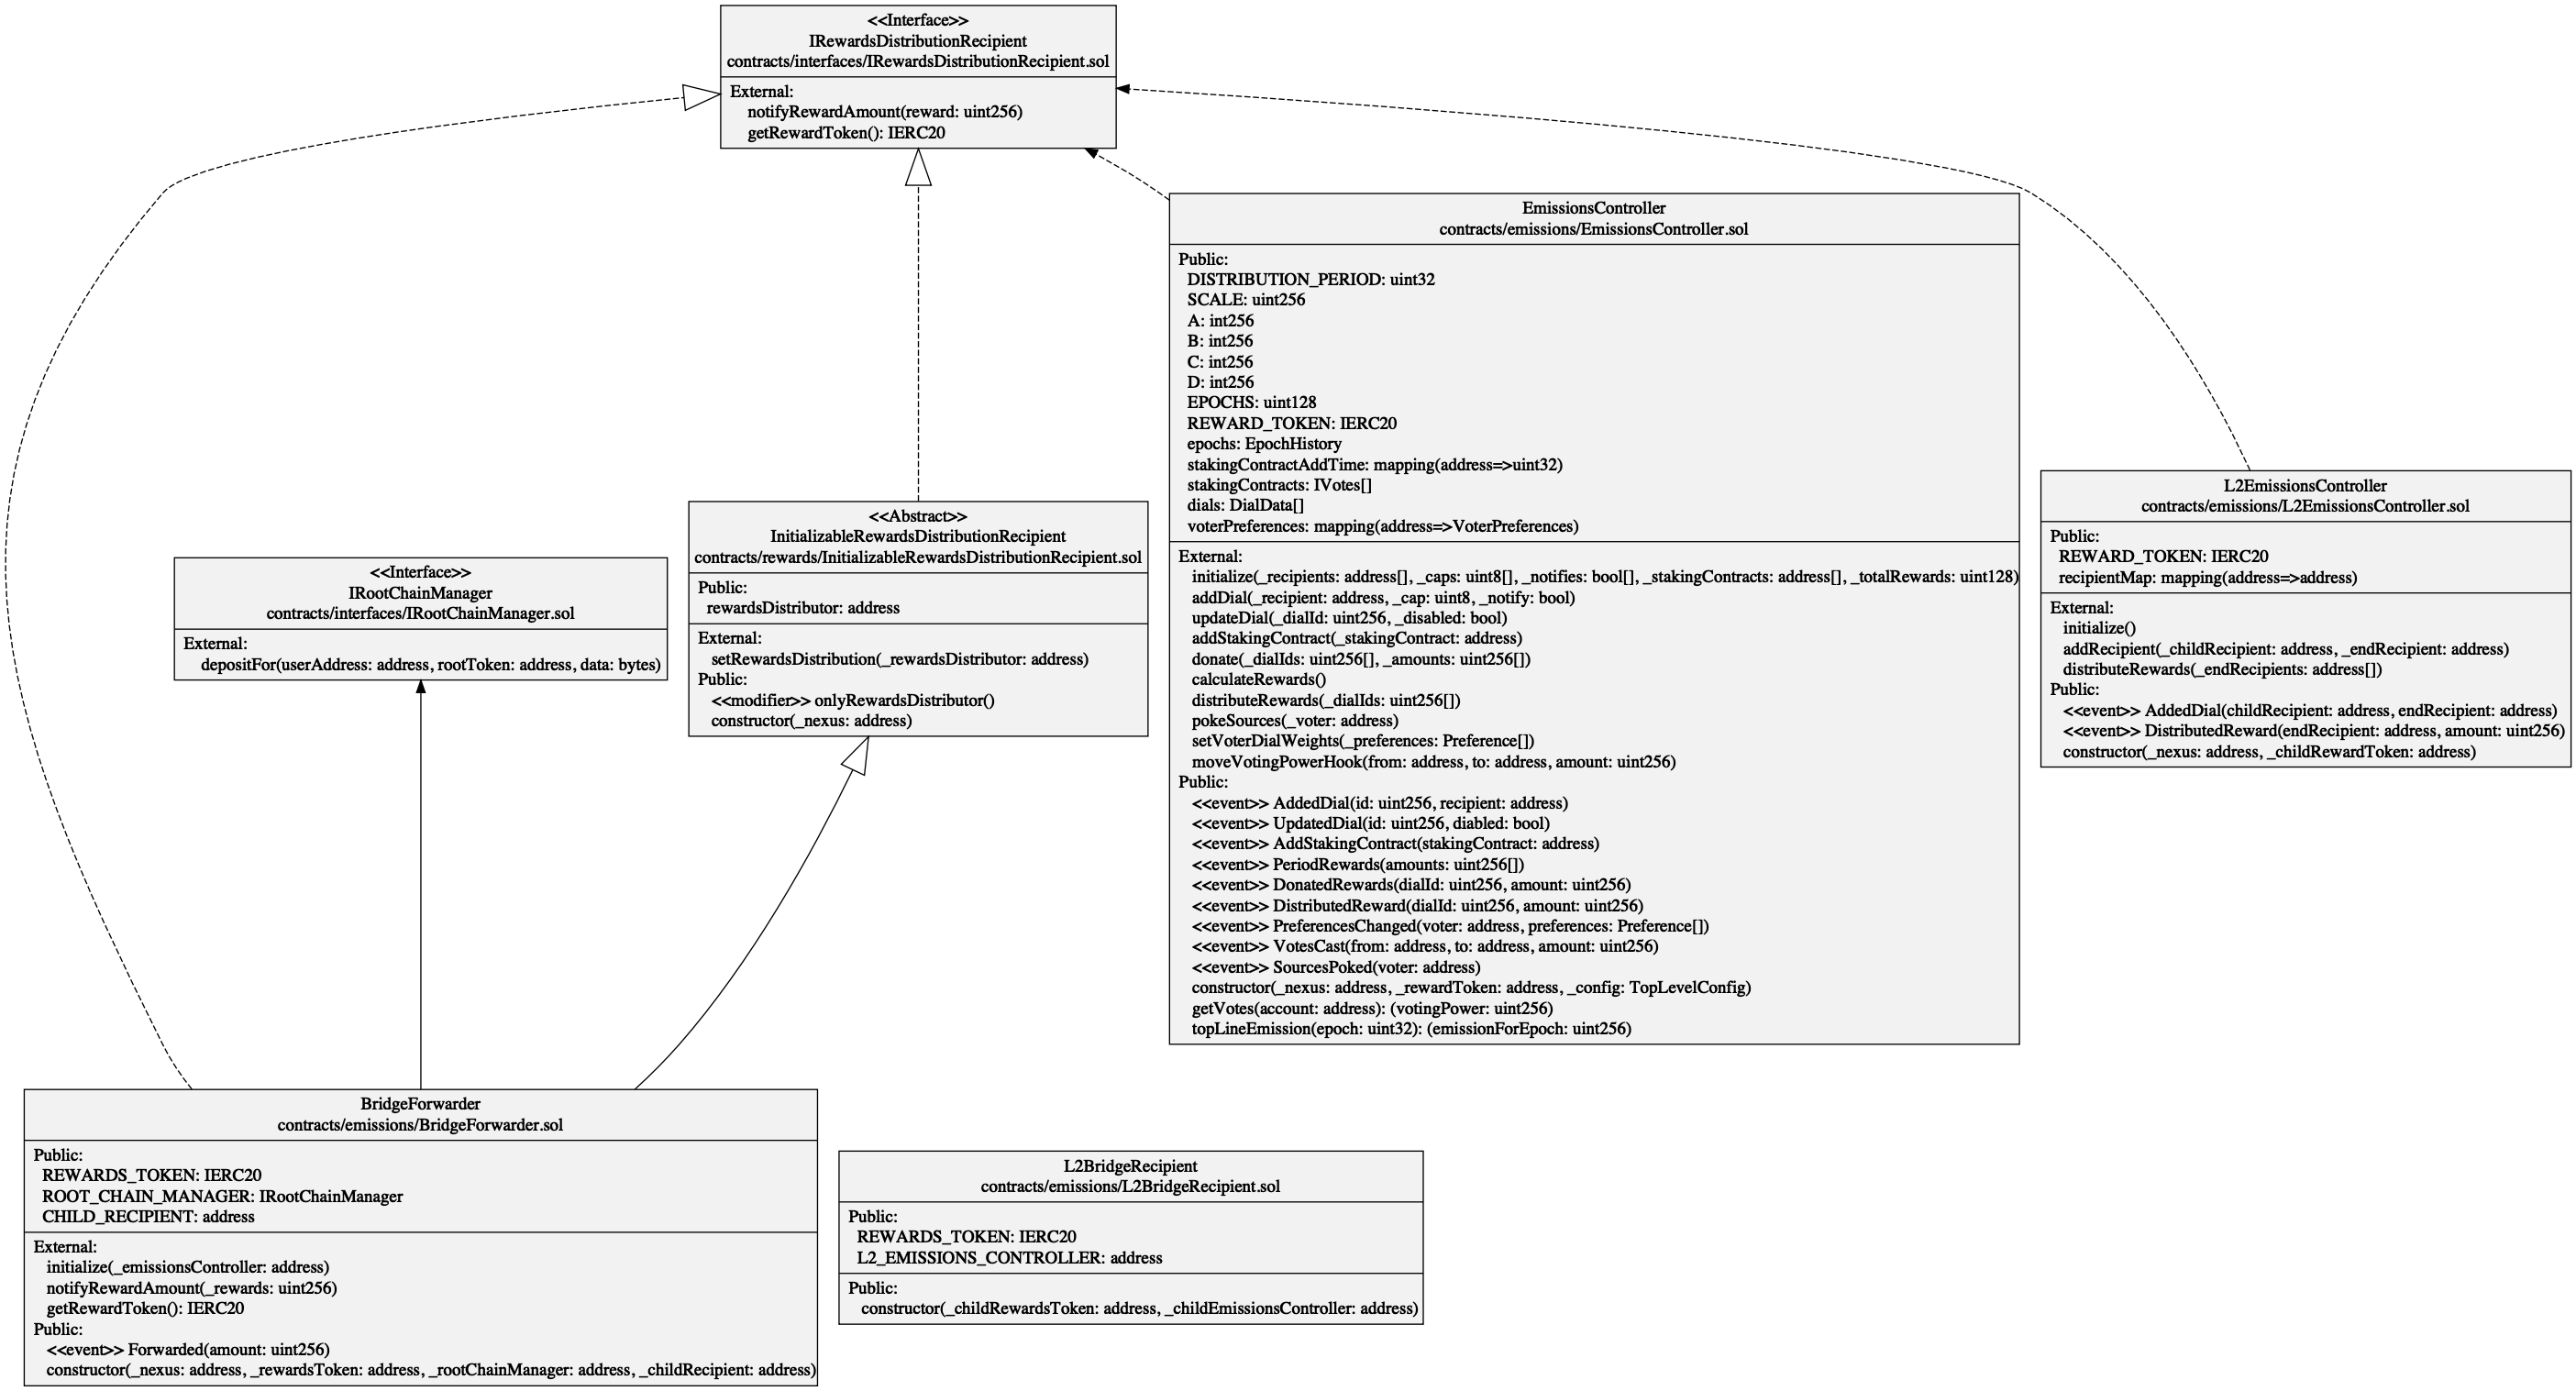 <<Interface>>
IRewardsDistributionRecipient
contracts/interfaces/IRewardsDistributionRecipient.sol
External:
notifyRewardAmount(reward: uint256)
getRewardToken(): IERC20
EmissionsController
contracts/emissions/EmissionsController.sol
Public:
DISTRIBUTION_PERIOD: uint32
SCALE: uint256
A: int256
B: int256
C: int256
D: int256
EPOCHS: uint128
REWARD_TOKEN: IERC20
epochs: EpochHistory
stakingContractAddTime: mapping(address=>uint32)
stakingContracts: IVotes[]
dials: DialData[]
voterPreferences: mapping(address=>VoterPreferences)
External:
initialize(_recipients: address[], _caps: uint8[], _notifies: bool[], _stakingContracts: address[], _totalRewards: uint128)
addDial(_recipient: address, _cap: uint8, _notify: bool)
updateDial(_dialId: uint256, _disabled: bool)
addStakingContract(_stakingContract: address)
donate(_dialIds: uint256[], _amounts: uint256[])
calculateRewards()
distributeRewards(_dialIds: uint256[])
pokeSources(_voter: address)
setVoterDialWeights(_preferences: Preference[])
moveVotingPowerHook(from: address, to: address, amount: uint256)
Public:
<<event>> AddedDial(id: uint256, recipient: address)
<<event>> UpdatedDial(id: uint256, diabled: bool)
<<event>> AddStakingContract(stakingContract: address)
<<event>> PeriodRewards(amounts: uint256[])
<<event>> DonatedRewards(dialId: uint256, amount: uint256)
<<event>> DistributedReward(dialId: uint256, amount: uint256)
<<event>> PreferencesChanged(voter: address, preferences: Preference[])
<<event>> VotesCast(from: address, to: address, amount: uint256)
<<event>> SourcesPoked(voter: address)
constructor(_nexus: address, _rewardToken: address, _config: TopLevelConfig)
getVotes(account: address): (votingPower: uint256)
topLineEmission(epoch: uint32): (emissionForEpoch: uint256)
L2EmissionsController
contracts/emissions/L2EmissionsController.sol
Public:
REWARD_TOKEN: IERC20
recipientMap: mapping(address=>address)
External:
initialize()
addRecipient(_childRecipient: address, _endRecipient: address)
distributeRewards(_endRecipients: address[])
Public:
<<event>> AddedDial(childRecipient: address, endRecipient: address)
<<event>> DistributedReward(endRecipient: address, amount: uint256)
constructor(_nexus: address, _childRewardToken: address)
<<Abstract>>
InitializableRewardsDistributionRecipient
contracts/rewards/InitializableRewardsDistributionRecipient.sol
Public:
rewardsDistributor: address
External:
setRewardsDistribution(_rewardsDistributor: address)
Public:
<<modifier>> onlyRewardsDistributor()
constructor(_nexus: address)
<<Interface>>
IRootChainManager
contracts/interfaces/IRootChainManager.sol
External:
depositFor(userAddress: address, rootToken: address, data: bytes)
BridgeForwarder
contracts/emissions/BridgeForwarder.sol
Public:
REWARDS_TOKEN: IERC20
ROOT_CHAIN_MANAGER: IRootChainManager
CHILD_RECIPIENT: address
External:
initialize(_emissionsController: address)
notifyRewardAmount(_rewards: uint256)
getRewardToken(): IERC20
Public:
<<event>> Forwarded(amount: uint256)
constructor(_nexus: address, _rewardsToken: address, _rootChainManager: address, _childRecipient: address)
L2BridgeRecipient
contracts/emissions/L2BridgeRecipient.sol
Public:
REWARDS_TOKEN: IERC20
L2_EMISSIONS_CONTROLLER: address
Public:
constructor(_childRewardsToken: address, _childEmissionsController: address)